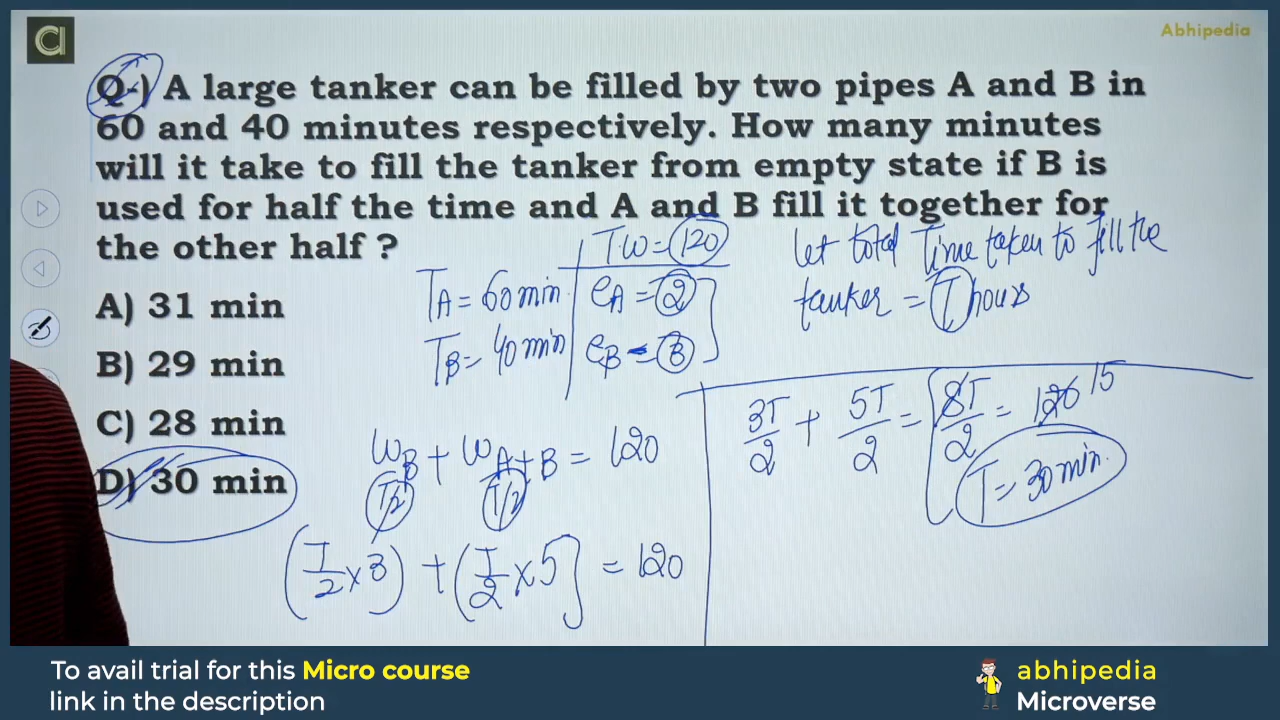 Abhipedia
Q-) A large tanker can be filled by two pipes A and B in
60 and 40 minutes respectively. How many minutes
will it take to fill the tanker from empty state if B is
used for half the time and A and B fill it together for
the other half ?
A) 31 min
B) 29 min
C) 28 min
D) 30 min
TW = 120
TA = 60 min eA = 2
TB = 40 min eB = 3
let total Time taken to fill the
tanker = T hours
WB + WA+B = 120
T/2 T/2
(T/2 × 3) + (T/2 × 5) = 120
3T/2 + 5T/2 = 8T/2 = 120 15
T = 30 min.
To avail trial for this Micro course
link in the description
abhipedia
Microverse